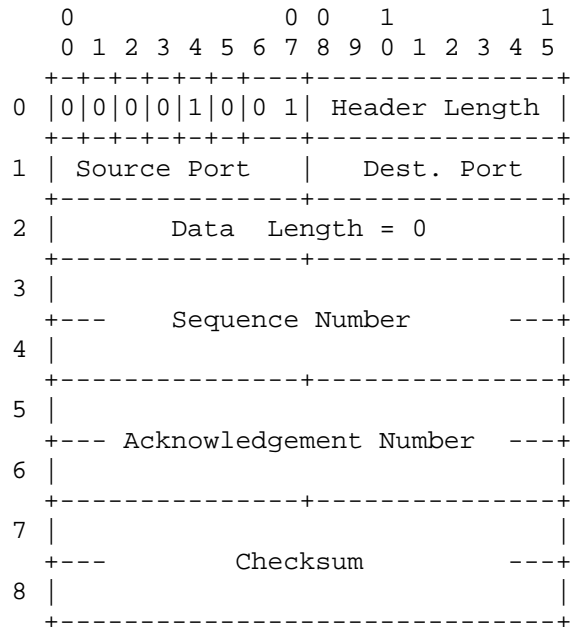 0             0 0   1         1
0 1 2 3 4 5 6 7 8 9 0 1 2 3 4 5
+-+-+-+-+-+-+---+---------------+
0 |0|0|0|0|1|0|0 1| Header Length |
+-+-+-+-+-+-+---+---------------+
1 | Source Port   |   Dest. Port  |
+---------------+---------------+
2 |       Data  Length = 0        |
+---------------+---------------+
3 |                               |
+---    Sequence Number      ---+
4 |                               |
+---------------+---------------+
5 |                               |
+--- Acknowledgement Number  ---+
6 |                               |
+---------------+---------------+
7 |                               |
+---        Checksum         ---+
8 |                               |
+-------------------------------+